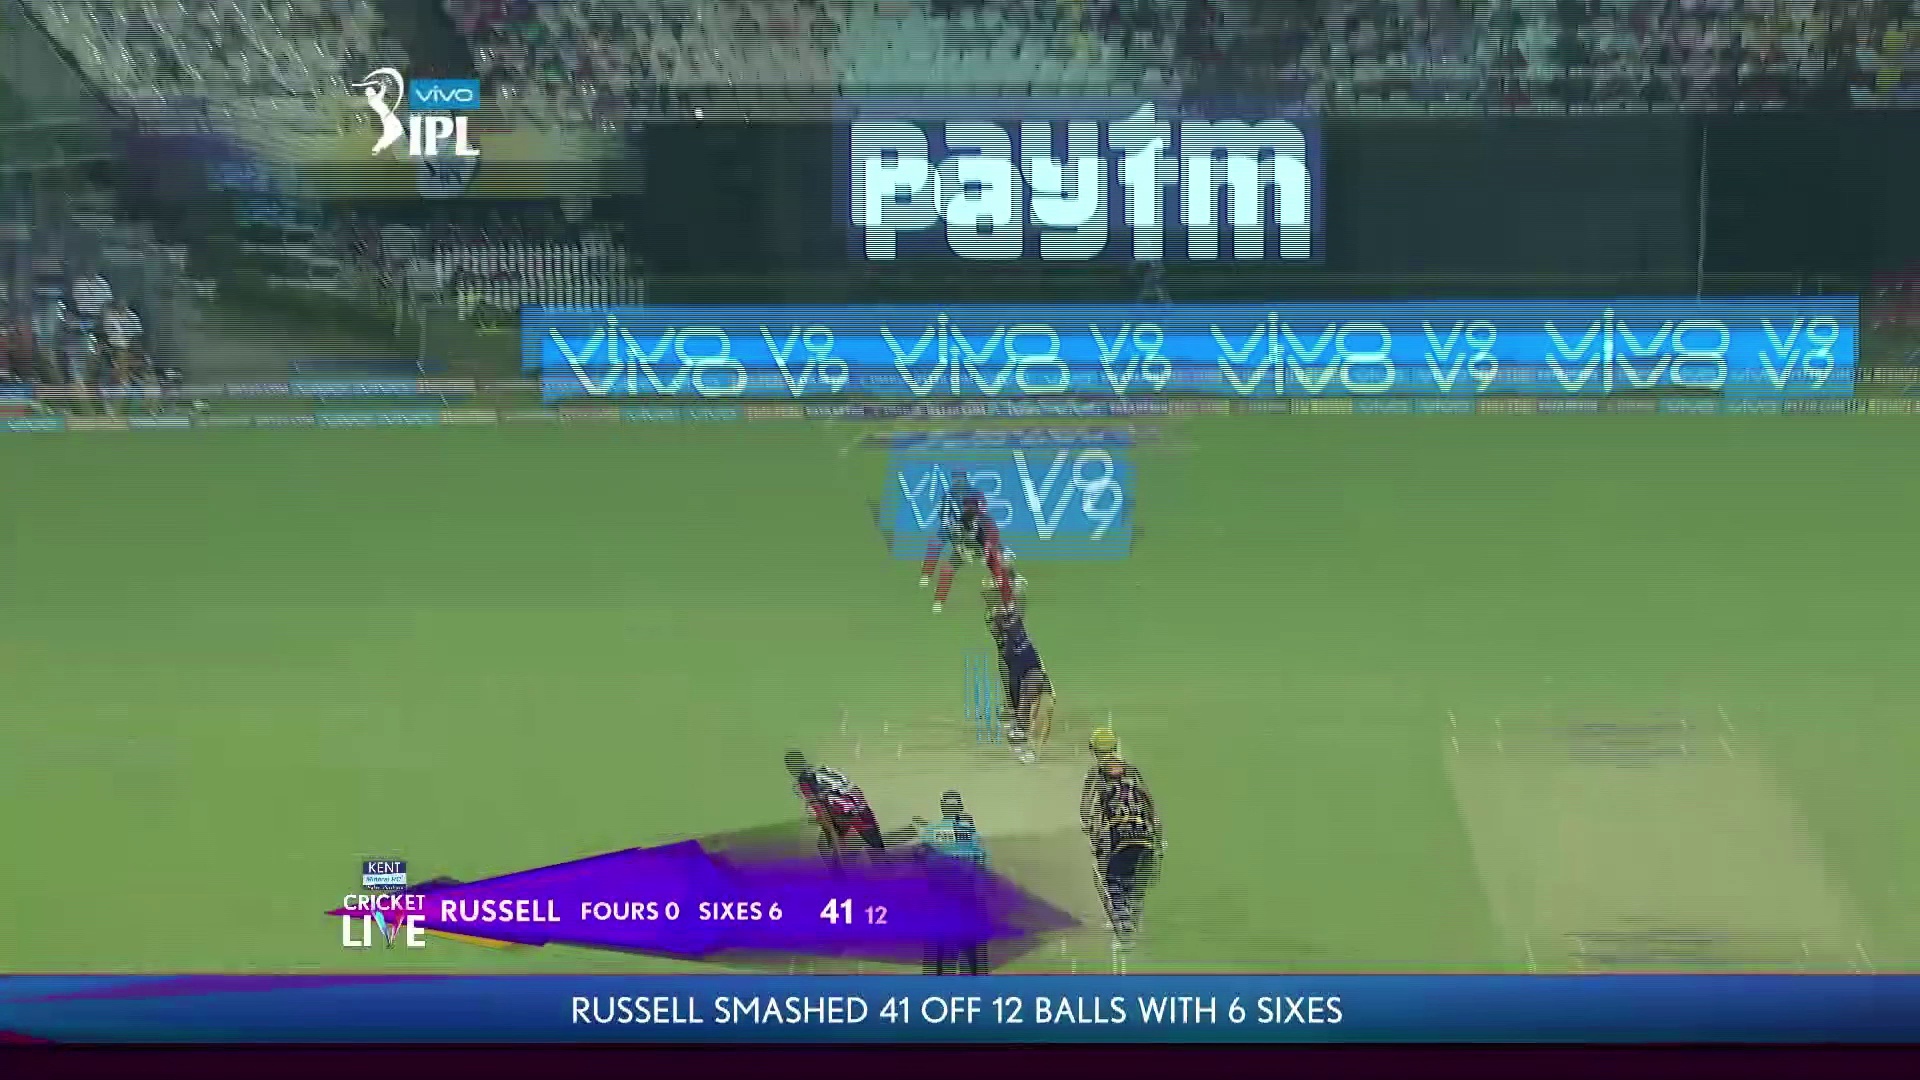 vivo
IPL
paytm
vivo V9 vivo V9 vivo V9 vivo V9
vivo V9
KENT
CRICKET
LIVE
RUSSELL FOURS 0 SIXES 6 41 12
RUSSELL SMASHED 41 OFF 12 BALLS WITH 6 SIXES